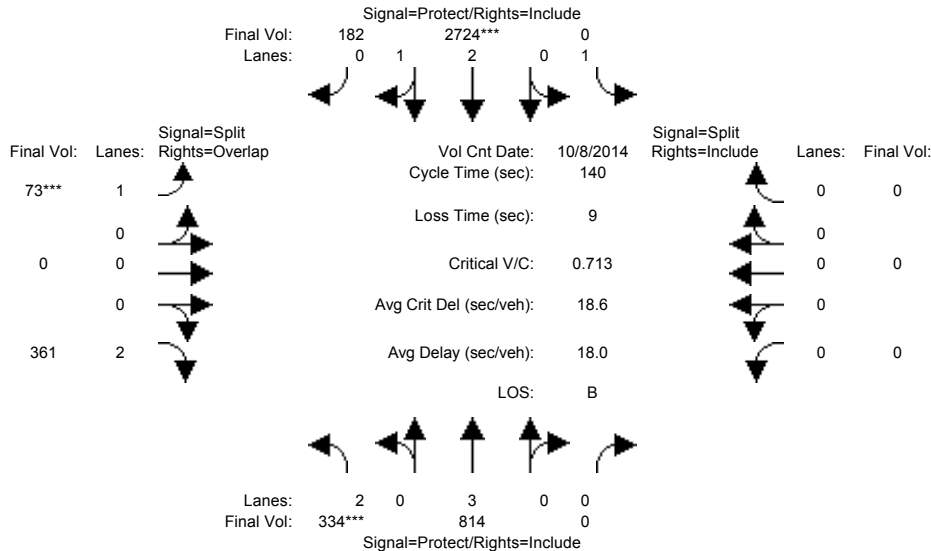 Signal=Protect/Rights=Include
Final Vol: 182 2724*** 0
Lanes: 0 1 2 0 1
Signal=Split Signal=Split
Final Vol: Lanes: Rights=Overlap Vol Cnt Date: 10/8/2014 Rights=Include Lanes: Final Vol:
Cycle Time (sec): 140
73*** 1 0 0
Loss Time (sec): 9
0 0
0 0 Critical V/C: 0.713 0 0
0 Avg Crit Del (sec/veh): 18.6 0
361 2 Avg Delay (sec/veh): 18.0 0 0
LOS: B
Lanes: 2 0 3 0 0
Final Vol: 334*** 814 0
Signal=Protect/Rights=Include